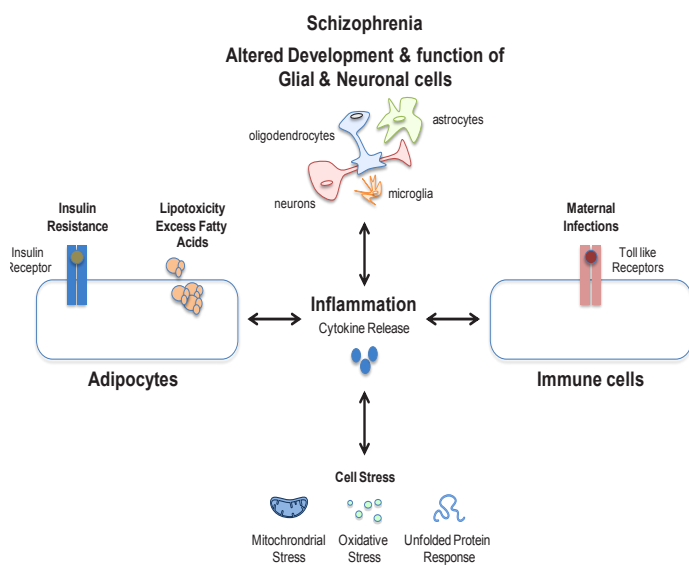 Schizophrenia
Altered Development & function of
Glial & Neuronal cells
astrocytes
oligodendrocytes
neurons
microglia
Insulin
Resistance
Lipotoxicity
Excess Fatty
Acids
Insulin
Receptor
Maternal
Infections
Toll like
Receptors
Inflammation
Cytokine Release
Adipocytes
Immune cells
Cell Stress
Mitochrondrial
Stress
Oxidative
Stress
Unfolded Protein
Response